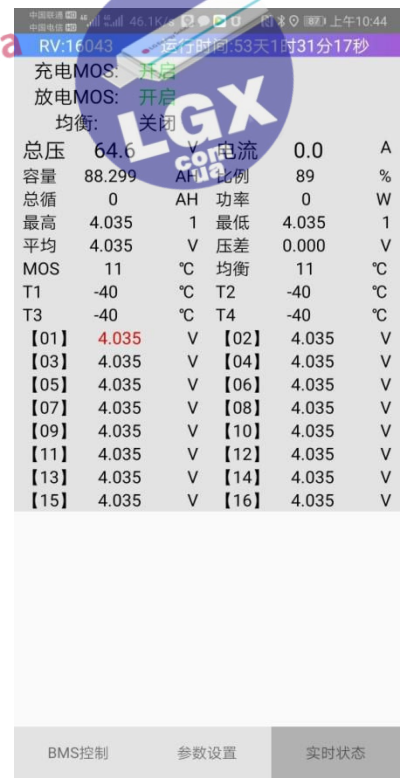 中国联通 HD 46.1K/s 87 上午10:44
中国电信 HD
RV:16043 运行时间:53天1时31分17秒
充电MOS: 开启
放电MOS: 开启
均衡: 关闭
LGX
com
ua
a
总压 64.6 V 电流 0.0 A
容量 88.299 AH 比例 89 %
总循 0 AH 功率 0 W
最高 4.035 1 最低 4.035 1
平均 4.035 V 压差 0.000 V
MOS 11 ℃ 均衡 11 ℃
T1 -40 ℃ T2 -40 ℃
T3 -40 ℃ T4 -40 ℃
【01】 4.035 V 【02】 4.035 V
【03】 4.035 V 【04】 4.035 V
【05】 4.035 V 【06】 4.035 V
【07】 4.035 V 【08】 4.035 V
【09】 4.035 V 【10】 4.035 V
【11】 4.035 V 【12】 4.035 V
【13】 4.035 V 【14】 4.035 V
【15】 4.035 V 【16】 4.035 V
BMS控制 参数设置 实时状态